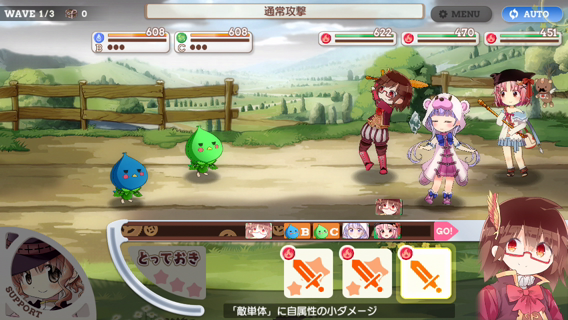 WAVE 1/3
0
通常攻撃
MENU
AUTO
608
B
608
C
622
470
451
B
C
GO!
とっておき
SUPPORT
「敵単体」に自属性の小ダメージ